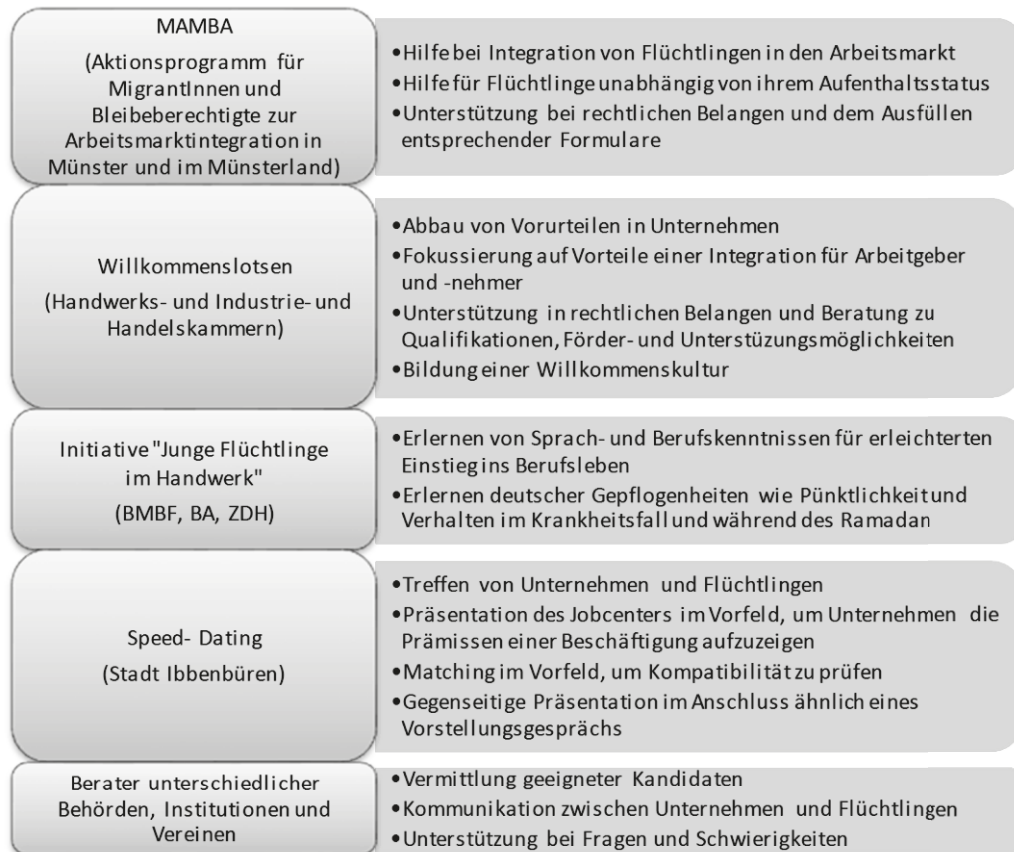 MAMBA
(Aktionsprogramm für
MigrantInnen und
Bleibeberechtigte zur
Arbeitsmarktintegration in
Münster und im Münsterland)
•Hilfe bei Integration von Flüchtlingen in den Arbeitsmarkt
•Hilfe für Flüchtlinge unabhängig von ihrem Aufenthaltsstatus
•Unterstützung bei rechtlichen Belangen und dem Ausfüllen
entsprechender Formulare
Willkommenslotsen
(Handwerks- und Industrie- und
Handelskammern)
•Abbau von Vorurteilen in Unternehmen
•Fokussierung auf Vorteile einer Integration für Arbeitgeber
und -nehmer
•Unterstützung in rechtlichen Belangen und Beratung zu
Qualifikationen, Förder- und Unterstüzungsmöglichkeiten
•Bildung einer Willkommenskultur
Initiative "Junge Flüchtlinge
im Handwerk"
(BMBF, BA, ZDH)
•Erlernen von Sprach- und Berufskenntnissen für erleichterten
Einstieg ins Berufsleben
•Erlernen deutscher Gepflogenheiten wie Pünktlichkeit und
Verhalten im Krankheitsfall und während des Ramadan
Speed- Dating
(Stadt Ibbenbüren)
•Treffen von Unternehmen und Flüchtlingen
•Präsentation des Jobcenters im Vorfeld, um Unternehmen die
Prämissen einer Beschäftigung aufzuzeigen
•Matching im Vorfeld, um Kompatibilität zu prüfen
•Gegenseitige Präsentation im Anschluss ähnlich eines
Vorstellungsgesprächs
Berater unterschiedlicher
Behörden, Institutionen und
Vereinen
•Vermittlung geeigneter Kandidaten
•Kommunikation zwischen Unternehmen und Flüchtlingen
•Unterstützung bei Fragen und Schwierigkeiten